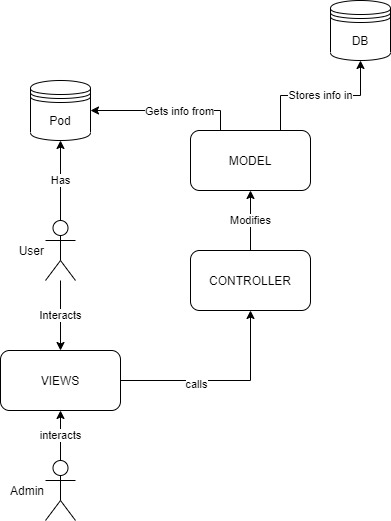 DB
Stores info in
Gets info from
Pod
MODEL
Has
Modifies
User
CONTROLLER
Interacts
VIEWS
calls
interacts
Admin